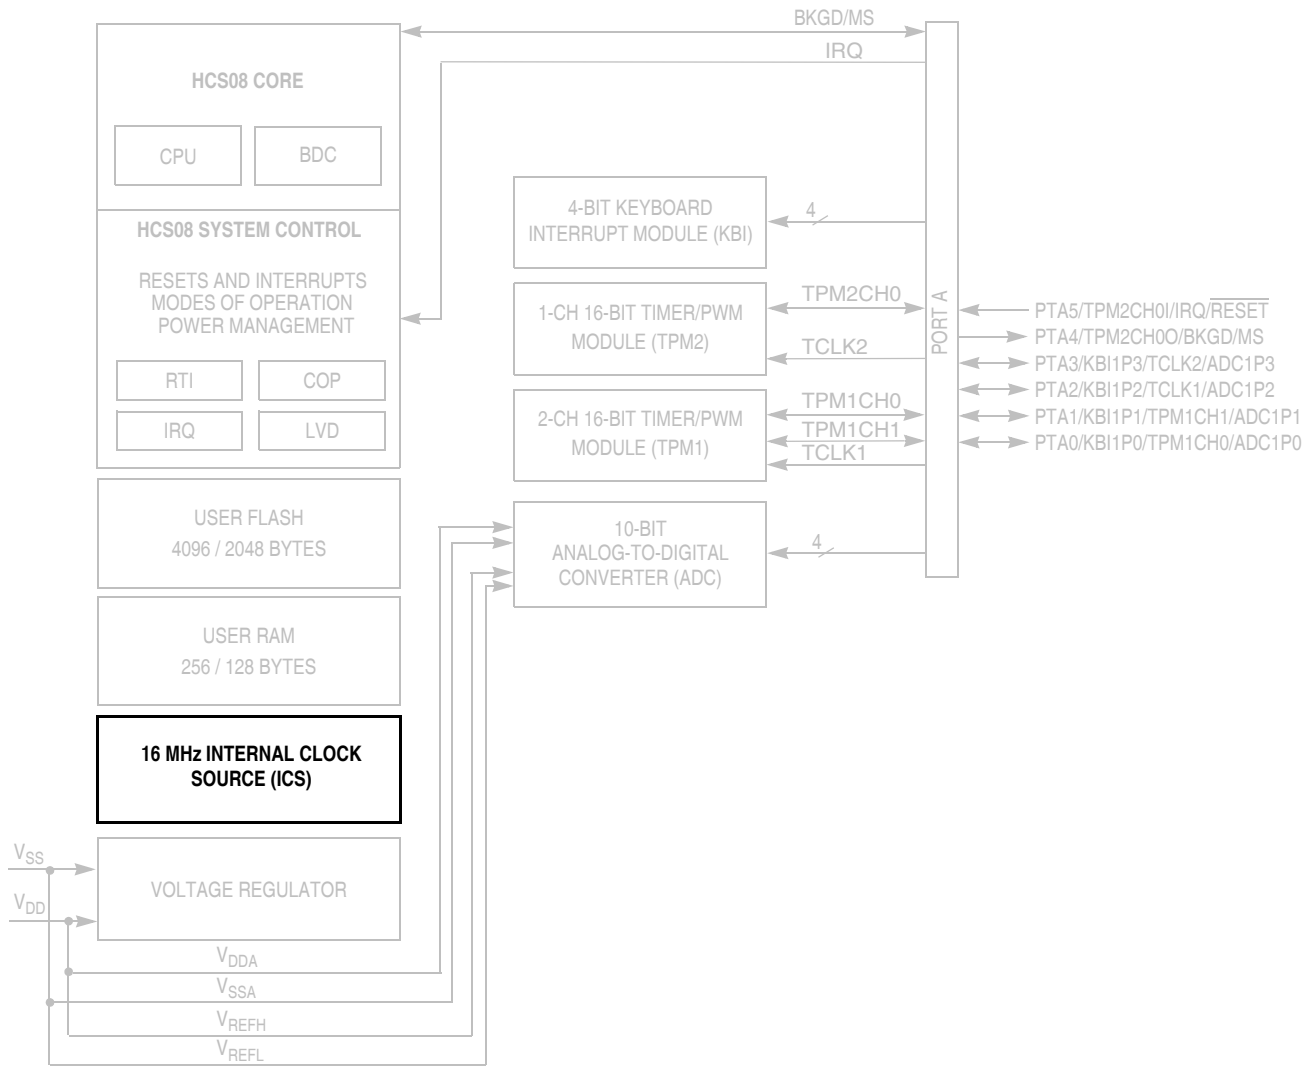 BKGD/MS
IRQ
HCS08 CORE
CPU
BDC
HCS08 SYSTEM CONTROL
RESETS AND INTERRUPTS
MODES OF OPERATION
POWER MANAGEMENT
RTI
COP
IRQ
LVD
USER FLASH
4096 / 2048 BYTES
USER RAM
256 / 128 BYTES
16 MHz INTERNAL CLOCK
SOURCE (ICS)
VOLTAGE REGULATOR
VSS
VDD
VDDA
VSSA
VREFH
VREFL
4-BIT KEYBOARD
INTERRUPT MODULE (KBI)
4
1-CH 16-BIT TIMER/PWM
MODULE (TPM2)
TPM2CH0
TCLK2
2-CH 16-BIT TIMER/PWM
MODULE (TPM1)
TPM1CH0
TPM1CH1
TCLK1
10-BIT
ANALOG-TO-DIGITAL
CONVERTER (ADC)
4
PORT A
PTA5/TPM2CH0I/IRQ/RESET
PTA4/TPM2CH0O/BKGD/MS
PTA3/KBI1P3/TCLK2/ADC1P3
PTA2/KBI1P2/TCLK1/ADC1P2
PTA1/KBI1P1/TPM1CH1/ADC1P1
PTA0/KBI1P0/TPM1CH0/ADC1P0